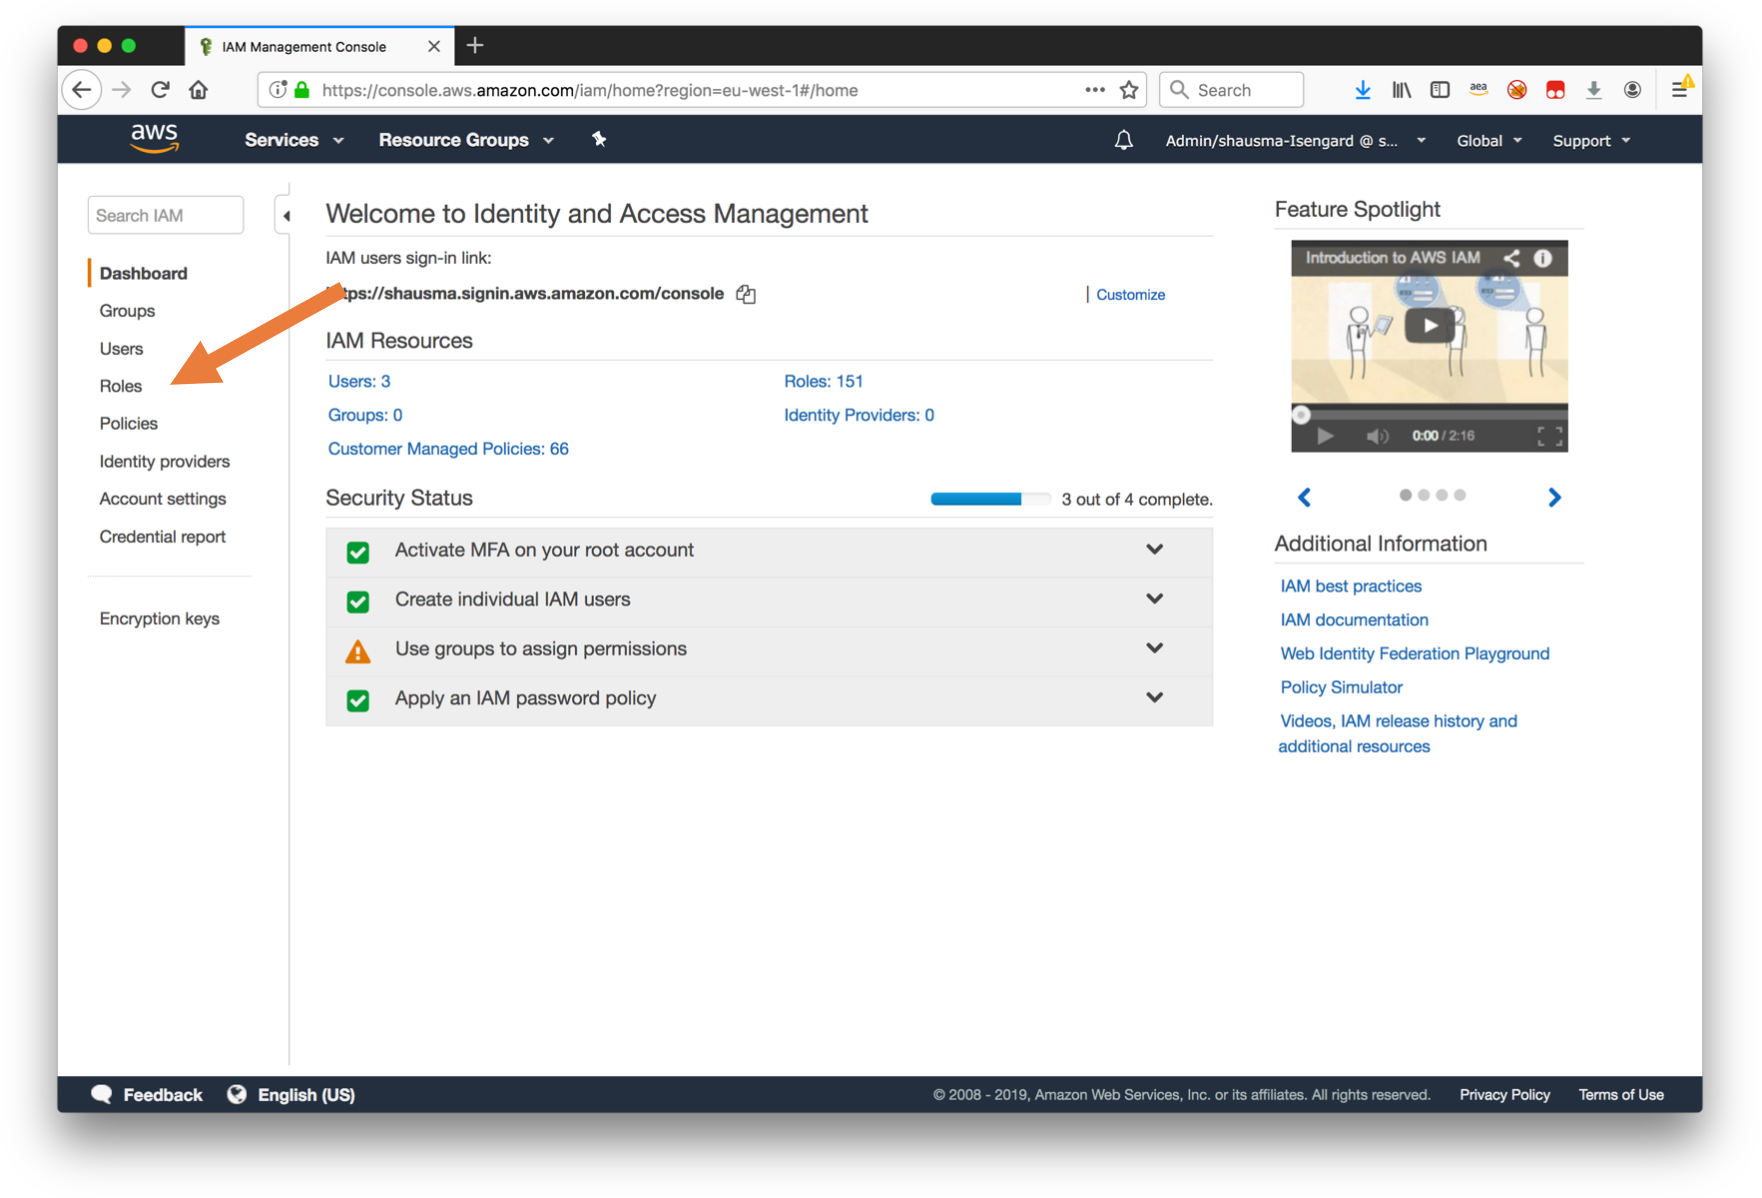 IAM Management Console
https://console.aws.amazon.com/iam/home?region=eu-west-1#/home
Search
aea
aws
Services
Resource Groups
Admin/shausma-Isengard @ s...
Global
Support
Search IAM
Dashboard
Groups
Users
Roles
Policies
Identity providers
Account settings
Credential report
Encryption keys
Welcome to Identity and Access Management
IAM users sign-in link:
tps://shausma.signin.aws.amazon.com/console
Customize
IAM Resources
Users: 3
Roles: 151
Groups: 0
Identity Providers: 0
Customer Managed Policies: 66
Security Status
3 out of 4 complete.
Activate MFA on your root account
Create individual IAM users
Use groups to assign permissions
Apply an IAM password policy
Feature Spotlight
Introduction to AWS IAM
0:00 / 2:16
Additional Information
IAM best practices
IAM documentation
Web Identity Federation Playground
Policy Simulator
Videos, IAM release history and
additional resources
Feedback
English (US)
© 2008 - 2019, Amazon Web Services, Inc. or its affiliates. All rights reserved.
Privacy Policy
Terms of Use